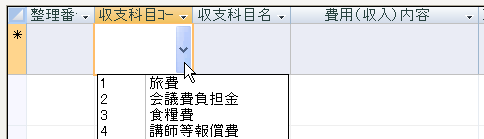 整理番 収支科目コー 収支科目名 費用(収入)内容
*
1 旅費
2 会議費負担金
3 食糧費
4 講師等報償費